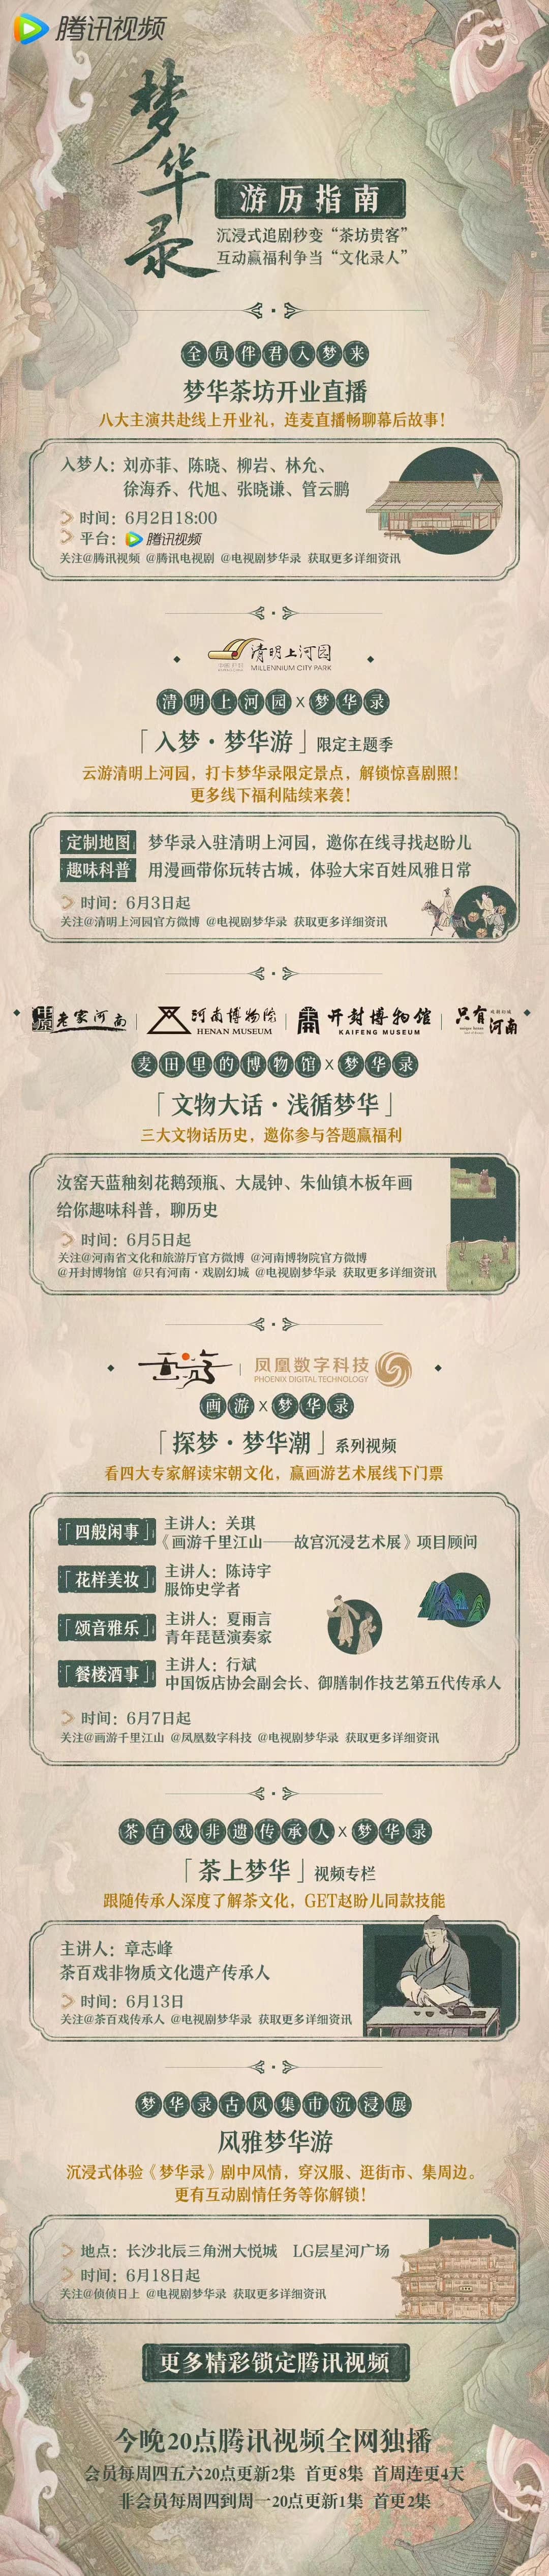 腾讯视频
梦华录
游历指南
沉浸式追剧秒变“茶坊贵客”
互动赢福利争当“文化录人”
全员伴君入梦来
梦华茶坊开业直播
八大主演共赴线上开业礼，连麦直播畅聊幕后故事！
入梦人：刘亦菲、陈晓、柳岩、林允、
徐海乔、代旭、张晓谦、管云鹏
时间：6月2日18:00
平台：腾讯视频
关注@腾讯视频 @腾讯电视剧 @电视剧梦华录 获取更多详细资讯
清明上河园
MILLENNIUM CITY PARK
清明上河园X梦华录
「入梦·梦华游」限定主题季
云游清明上河园，打卡梦华录限定景点，解锁惊喜剧照！
更多线下福利陆续来袭！
定制地图 梦华录入驻清明上河园，邀你在线寻找赵盼儿
趣味科普 用漫画带你玩转古城，体验大宋百姓风雅日常
时间：6月3日起
关注@清明上河园官方微博 @电视剧梦华录 获取更多详细资讯
老家河南 河南博物院 开封博物馆 只有河南
HENAN MUSEUM KAIFENG MUSEUM
麦田里的博物馆X梦华录
「文物大话·浅循梦华」
三大文物话历史，邀你参与答题赢福利
汝窑天蓝釉刻花鹅颈瓶、大晟钟、朱仙镇木板年画
给你趣味科普，聊历史
时间：6月5日起
关注@河南省文化和旅游厅官方微博 @河南博物院官方微博
@开封博物馆 @只有河南·戏剧幻城 @电视剧梦华录 获取更多详细资讯
画游 凤凰数字科技
PHOENIX DIGITAL TECHNOLOGY
画游X梦华录
「探梦·梦华潮」系列视频
看四大专家解读宋朝文化，赢画游艺术展线下门票
「四般闲事」 主讲人：关琪
《画游千里江山——故宫沉浸艺术展》项目顾问
「花样美妆」 主讲人：陈诗宇
服饰史学者
「颂音雅乐」 主讲人：夏雨言
青年琵琶演奏家
「餐楼酒事」 主讲人：行斌
中国饭店协会副会长、御膳制作技艺第五代传承人
时间：6月7日起
关注@画游千里江山 @凤凰数字科技 @电视剧梦华录 获取更多详细资讯
茶百戏非遗传承人X梦华录
「茶上梦华」视频专栏
跟随传承人深度了解茶文化，GET赵盼儿同款技能
主讲人：章志峰
茶百戏非物质文化遗产传承人
时间：6月13日
关注@茶百戏传承人 @电视剧梦华录 获取更多详细资讯
梦华录古风集市沉浸展
风雅梦华游
沉浸式体验《梦华录》剧中风情，穿汉服、逛街市、集周边。
更有互动剧情任务等你解锁！
地点：长沙北辰三角洲大悦城 LG层星河广场
时间：6月18日起
关注@侦侦日上 @电视剧梦华录 获取更多详细资讯
更多精彩锁定腾讯视频
今晚20点腾讯视频全网独播
会员每周四五六20点更新2集 首更8集 首周连更4天
非会员每周四到周一20点更新1集 首更2集